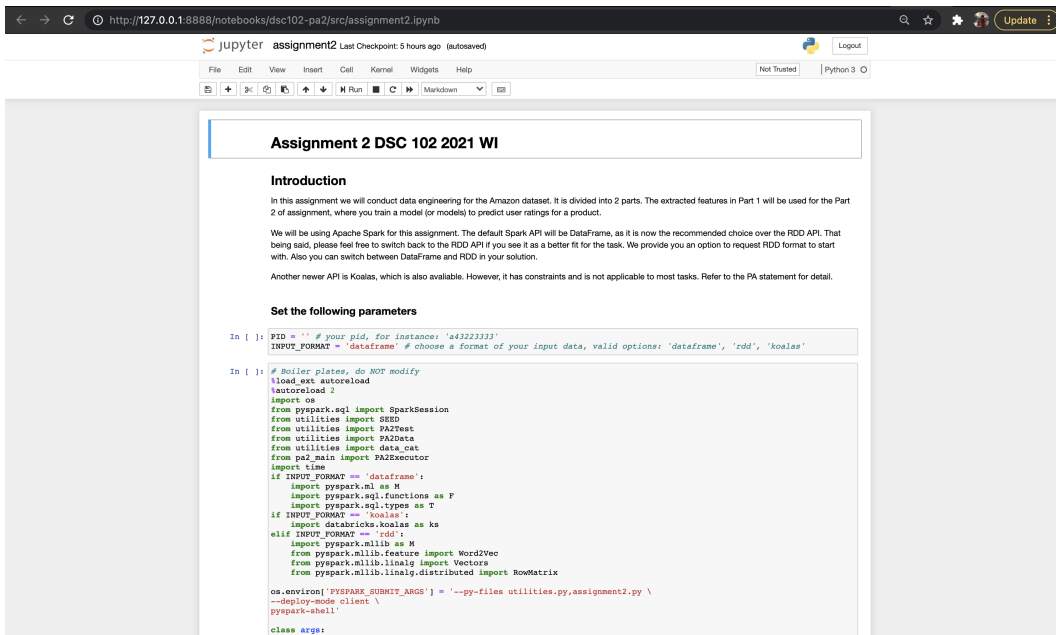 http://127.0.0.1:8888/notebooks/dsc102-pa2/src/assignment2.ipynb
Update
jupyter assignment2 Last Checkpoint: 5 hours ago (autosaved)
Logout
File Edit View Insert Cell Kernel Widgets Help
Not Trusted
Python 3
Run
Markdown
Assignment 2 DSC 102 2021 WI
Introduction
In this assignment we will conduct data engineering for the Amazon dataset. It is divided into 2 parts. The extracted features in Part 1 will be used for the Part
2 of assignment, where you train a model (or models) to predict user ratings for a product.
We will be using Apache Spark for this assignment. The default Spark API will be DataFrame, as it is now the recommended choice over the RDD API. That
being said, please feel free to switch back to the RDD API if you see it as a better fit for the task. We provide you an option to request RDD format to start
with. Also you can switch between DataFrame and RDD in your solution.
Another newer API is Koalas, which is also avaliable. However, it has constraints and is not applicable to most tasks. Refer to the PA statement for detail.
Set the following parameters
In [ ]: PID = '' # your pid, for instance: 'a43223333'
INPUT_FORMAT = 'dataframe' # choose a format of your input data, valid options: 'dataframe', 'rdd', 'koalas'
In [ ]: # Boiler plates, do NOT modify
%load_ext autoreload
%autoreload 2
import os
from pyspark.sql import SparkSession
from utilities import SEED
from utilities import PA2Test
from utilities import PA2Data
from utilities import data_cat
from pa2_main import PA2Executor
import time
if INPUT_FORMAT == 'dataframe':
    import pyspark.ml as M
    import pyspark.sql.functions as F
    import pyspark.sql.types as T
if INPUT_FORMAT == 'koalas':
    import databricks.koalas as ks
elif INPUT_FORMAT == 'rdd':
    import pyspark.mllib as M
    from pyspark.mllib.feature import Word2Vec
    from pyspark.mllib.linalg import Vectors
    from pyspark.mllib.linalg.distributed import RowMatrix
os.environ['PYSPARK_SUBMIT_ARGS'] = '--py-files utilities.py,assignment2.py \
--deploy-mode client \
pyspark-shell'
class args: